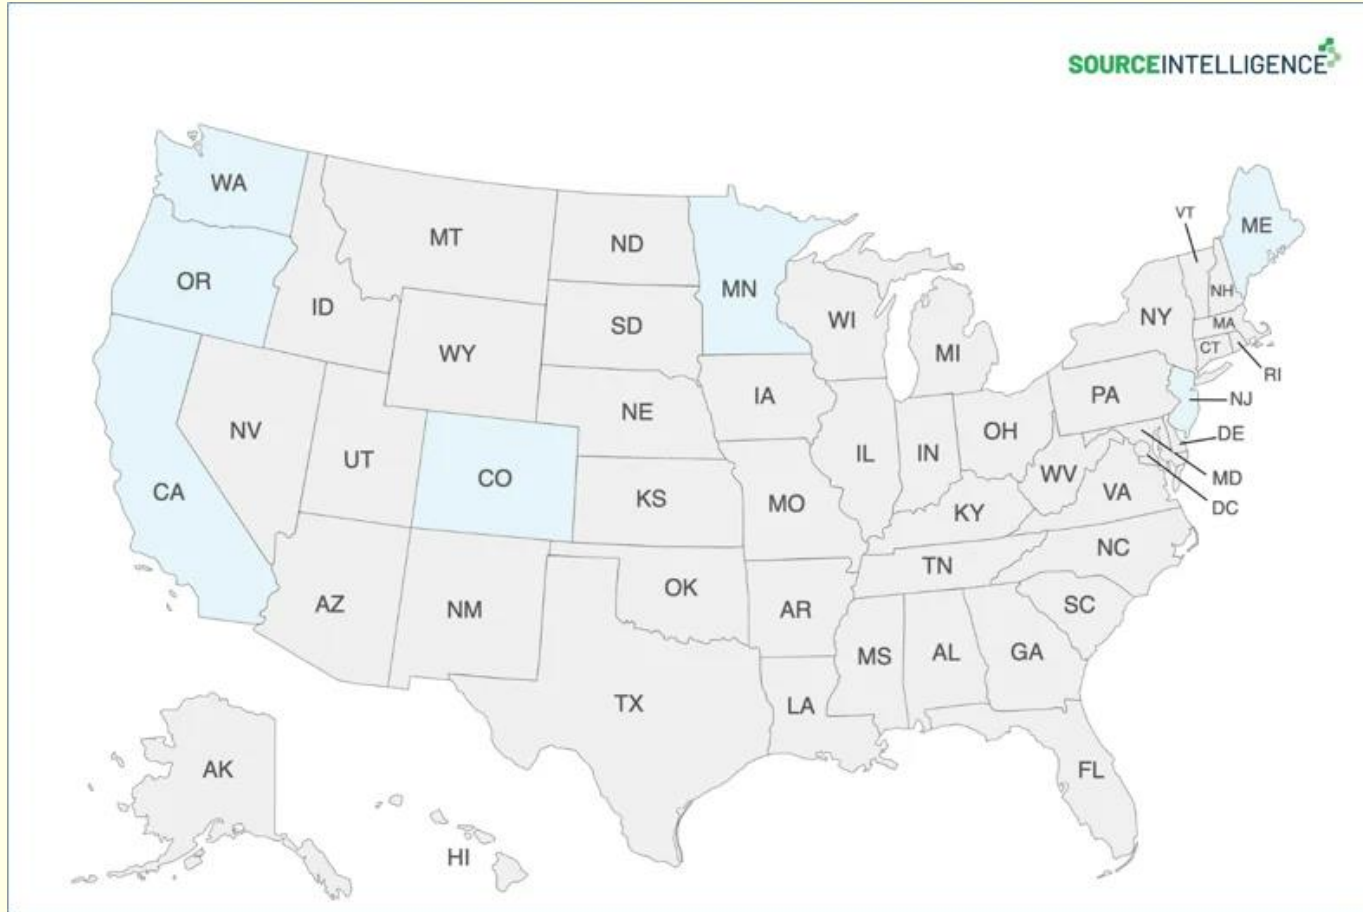 SOURCEINTELLIGENCE
WA
MT
ND
MN
VT
ME
OR
ID
SD
WI
MI
NY
NH
MA
CT
RI
WY
IA
PA
NJ
NV
NE
OH
DE
UT
CO
IL
IN
WV
MD
CA
KS
MO
KY
VA
DC
AZ
NM
OK
AR
TN
NC
SC
MS
AL
GA
TX
LA
AK
FL
HI